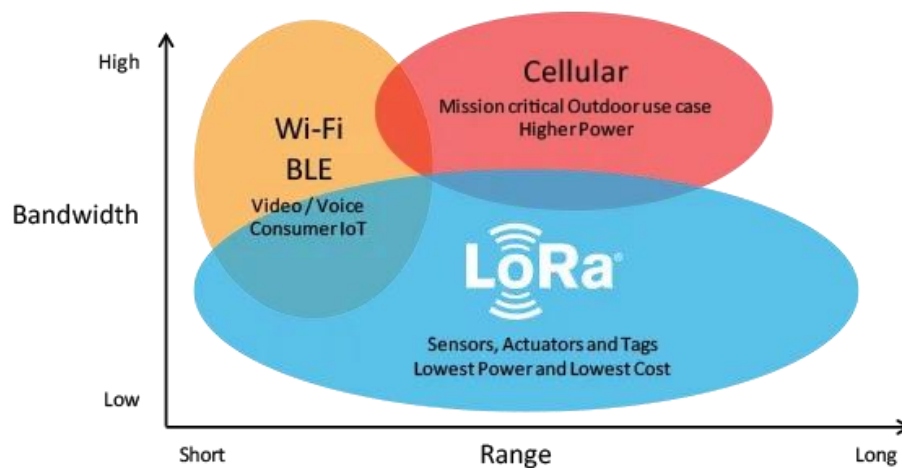 High
Cellular
Mission critical Outdoor use case
Higher Power
Wi-Fi
BLE
Video / Voice
Consumer IoT
Bandwidth
LoRa®
Sensors, Actuators and Tags
Lowest Power and Lowest Cost
Low
Short
Range
Long